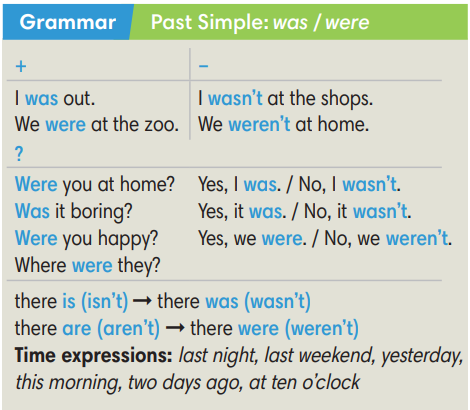 Grammar Past Simple: was / were
+ –
I was out. I wasn't at the shops.
We were at the zoo. We weren't at home.
?
Were you at home? Yes, I was. / No, I wasn't.
Was it boring? Yes, it was. / No, it wasn't.
Were you happy? Yes, we were. / No, we weren't.
Where were they?
there is (isn't) → there was (wasn't)
there are (aren't) → there were (weren't)
Time expressions: last night, last weekend, yesterday,
this morning, two days ago, at ten o'clock